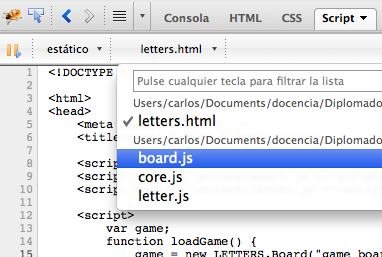 Consola HTML CSS Script
estático letters.html
1 <!DOCTYPE
2
3 <html>
4 <head>
5 <meta
6 <title
7
8 <scrip
9 <scrip
10 <scrip
11
12 <script>
13 var game;
14 function loadGame() {
15 game = new LETTERS.Board("game_boar
Pulse cualquier tecla para filtrar la lista
Users/carlos/Documents/docencia/Diplomado
letters.html
Users/carlos/Documents/docencia/Diplomado
board.js
core.js
letter.js